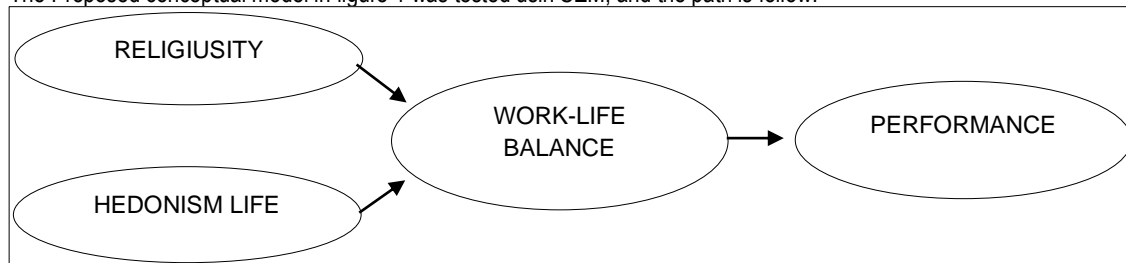 The Proposed conceptual model in figure 1 was tested usin SEM, and the path is follow:
RELIGIUSITY
WORK-LIFE
BALANCE
PERFORMANCE
HEDONISM LIFE